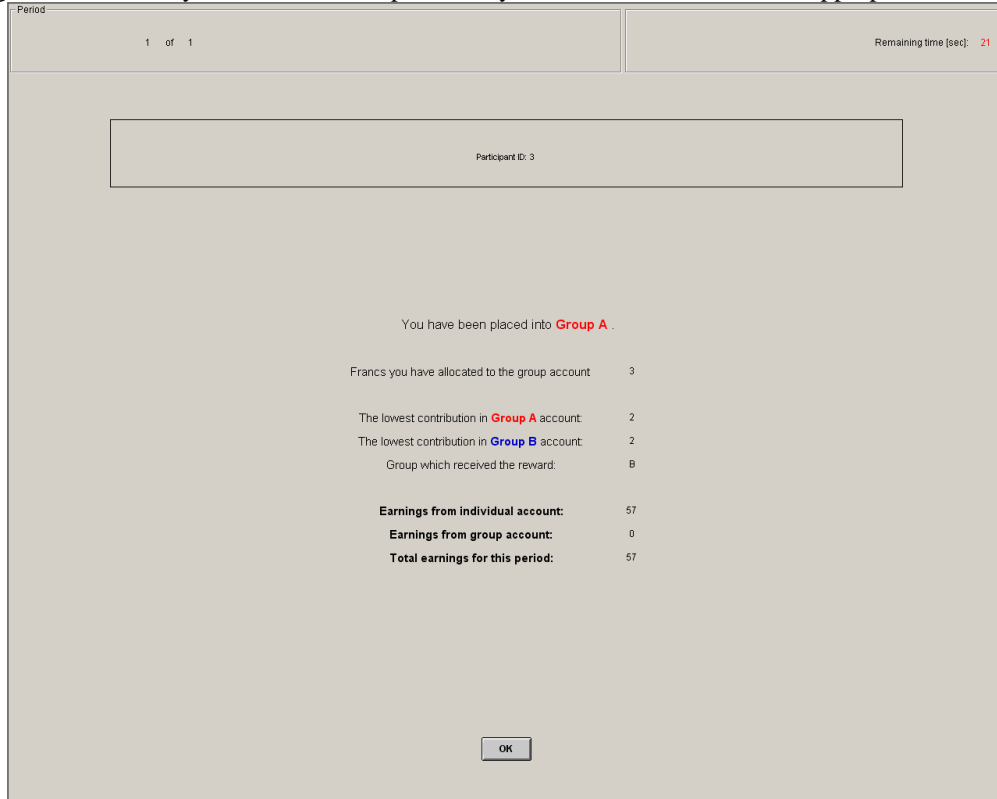 Period
1 of 1
Remaining time [sec]: 21
Participant ID: 3
You have been placed into Group A .
Francs you have allocated to the group account 3
The lowest contribution in Group A account: 2
The lowest contribution in Group B account: 2
Group which received the reward: B
Earnings from individual account: 57
Earnings from group account: 0
Total earnings for this period: 57
OK